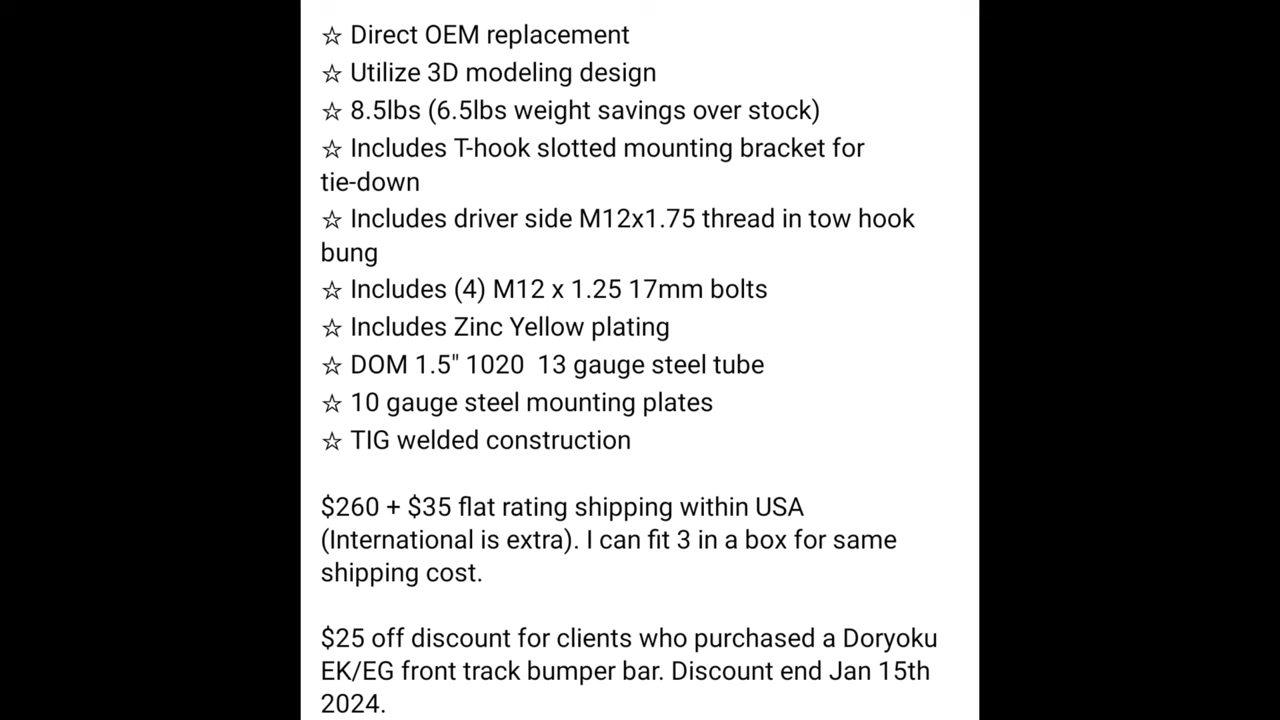 ☆ Direct OEM replacement
☆ Utilize 3D modeling design
☆ 8.5lbs (6.5lbs weight savings over stock)
☆ Includes T-hook slotted mounting bracket for
tie-down
☆ Includes driver side M12x1.75 thread in tow hook
bung
☆ Includes (4) M12 x 1.25 17mm bolts
☆ Includes Zinc Yellow plating
☆ DOM 1.5" 1020  13 gauge steel tube
☆ 10 gauge steel mounting plates
☆ TIG welded construction
$260 + $35 flat rating shipping within USA
(International is extra). I can fit 3 in a box for same
shipping cost.
$25 off discount for clients who purchased a Doryoku
EK/EG front track bumper bar. Discount end Jan 15th
2024.